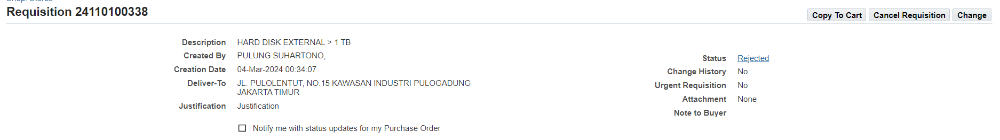 Shop: Stores
Requisition 24110100338
Copy To Cart
Cancel Requisition
Change
Description HARD DISK EXTERNAL > 1 TB
Created By PULUNG SUHARTONO,
Creation Date 04-Mar-2024 00:34:07
Deliver-To JL. PULOLENTUT, NO.15 KAWASAN INDUSTRI PULOGADUNG
JAKARTA TIMUR
Justification Justification
Notify me with status updates for my Purchase Order
Status Rejected
Change History No
Urgent Requisition No
Attachment None
Note to Buyer